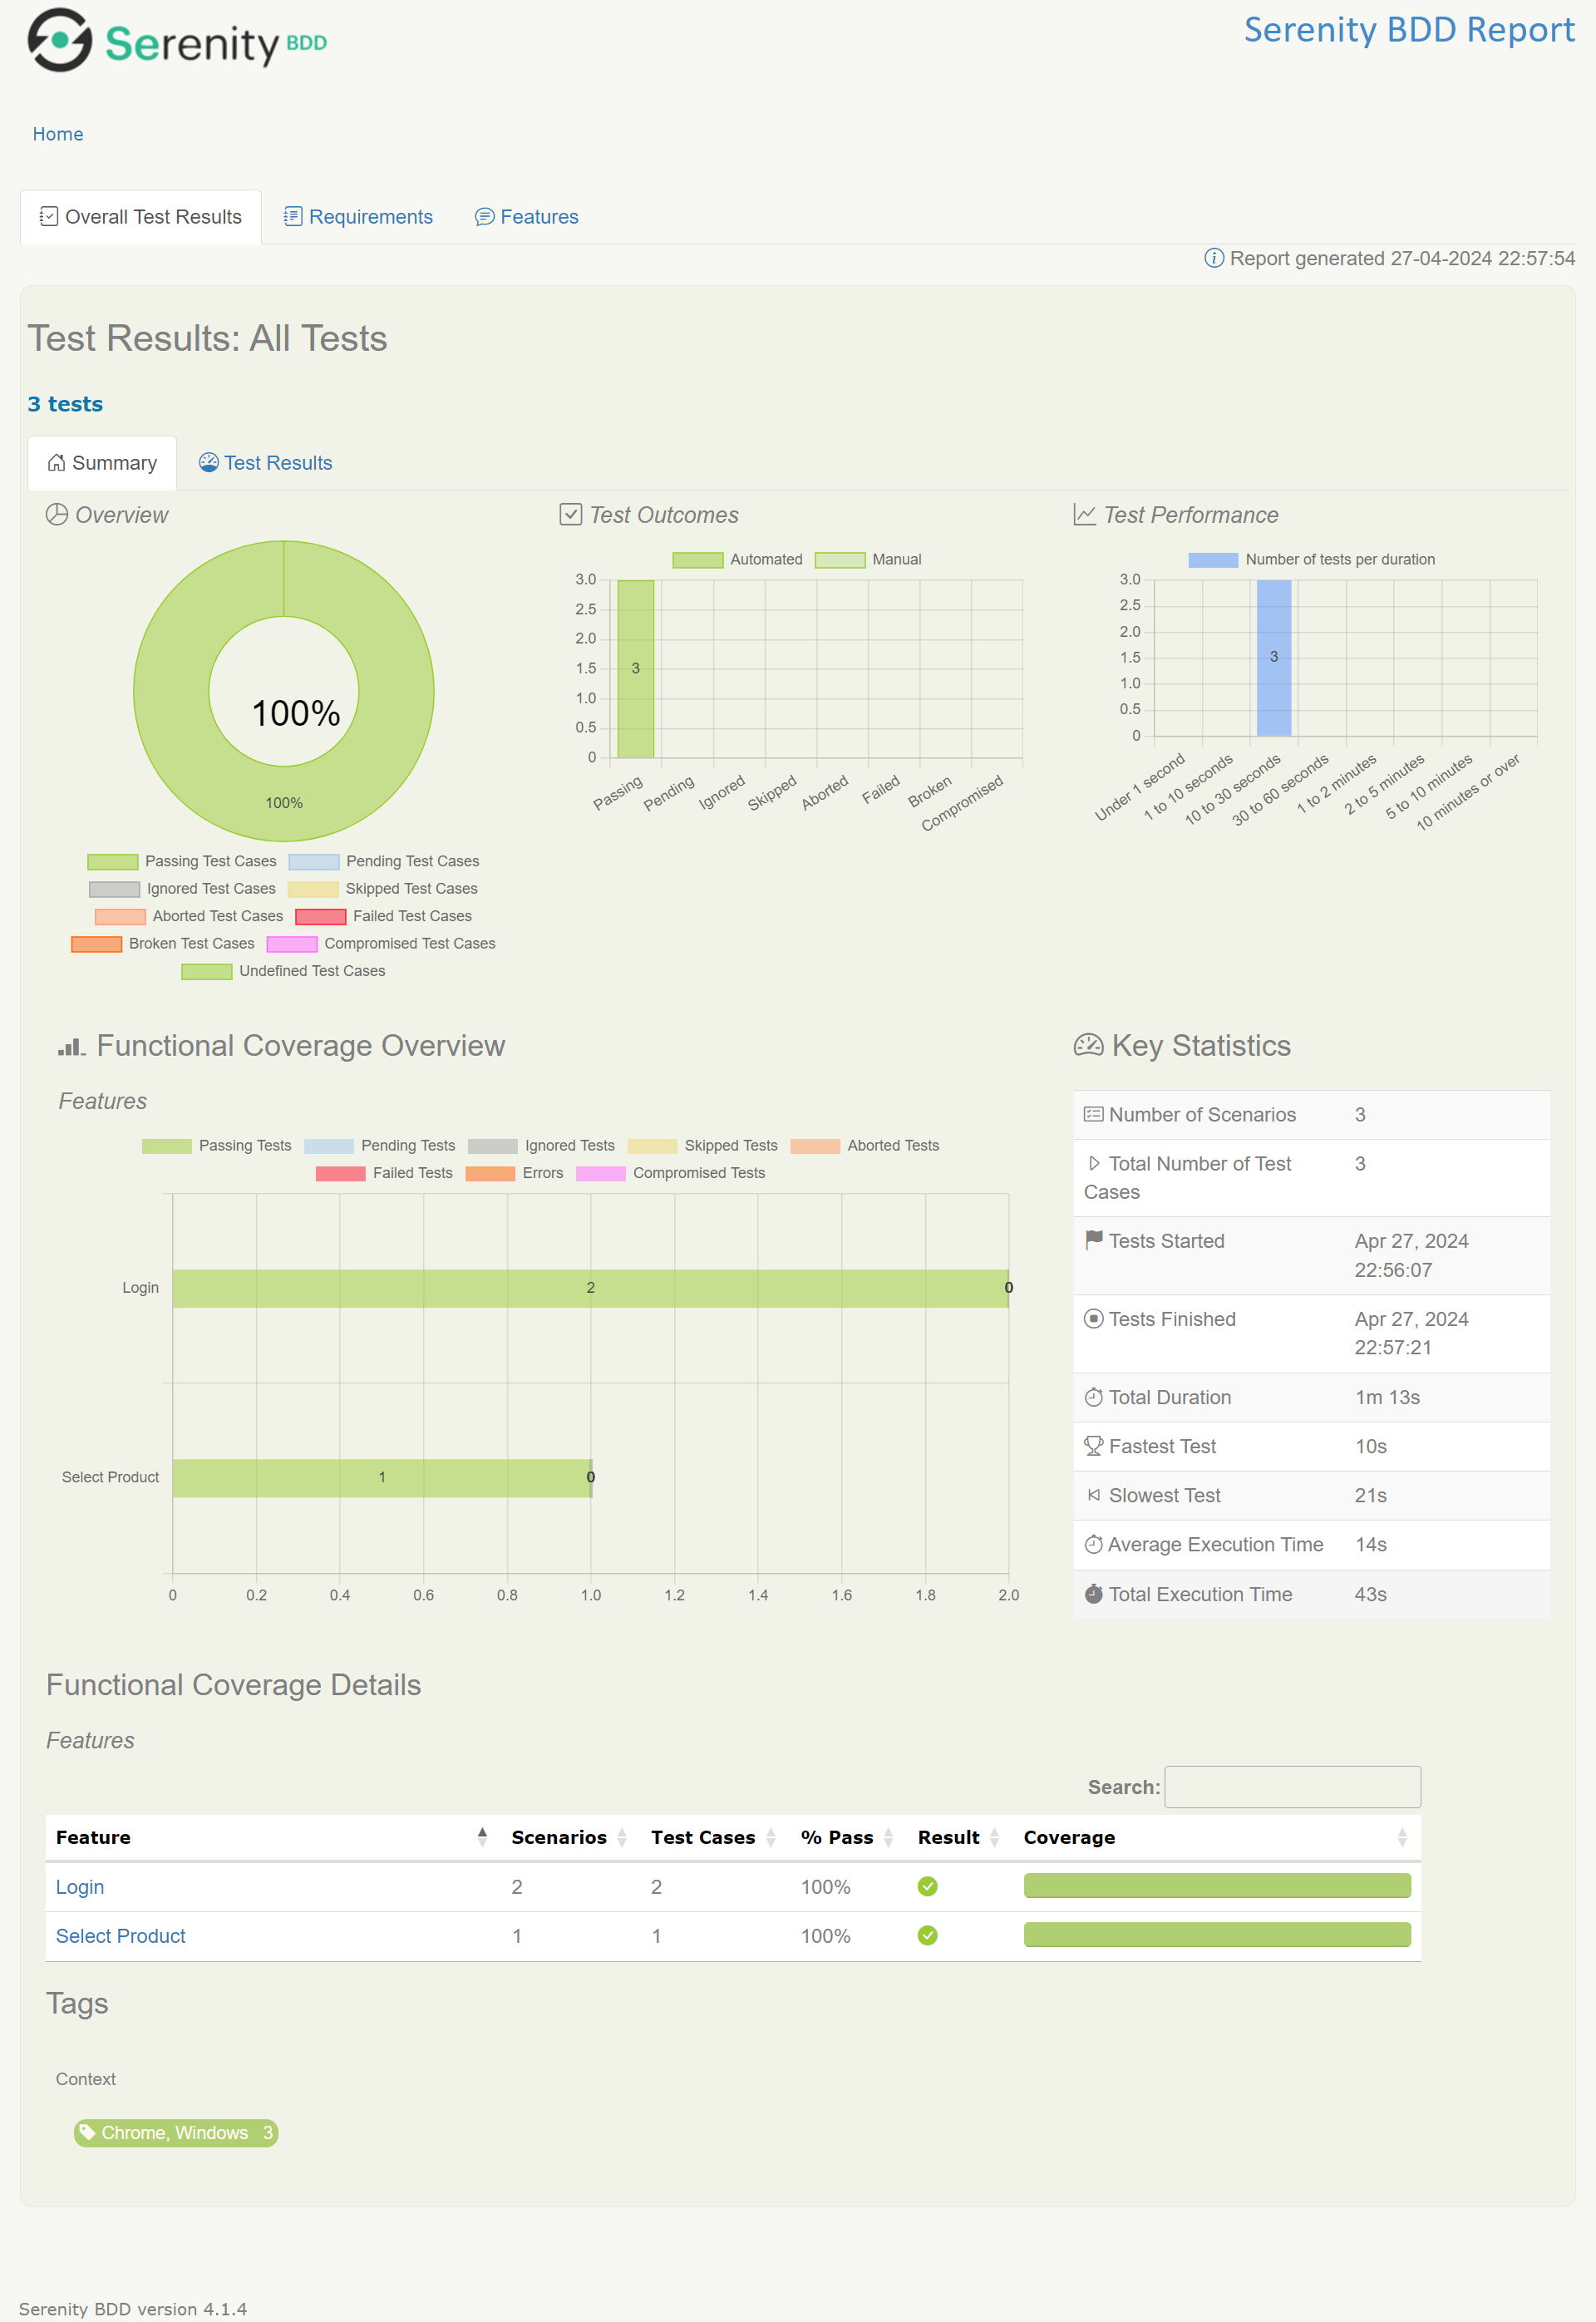 Serenity BDD
Serenity BDD Report
Home
Overall Test Results
Requirements
Features
Report generated 27-04-2024 22:57:54
Test Results: All Tests
3 tests
Summary
Test Results
Overview
100%
100%
Passing Test Cases
Pending Test Cases
Ignored Test Cases
Skipped Test Cases
Aborted Test Cases
Failed Test Cases
Broken Test Cases
Compromised Test Cases
Undefined Test Cases
Test Outcomes
Automated
Manual
3.0
2.5
2.0
1.5
1.0
0.5
0
3
Passing
Pending
Ignored
Skipped
Aborted
Failed
Broken
Compromised
Test Performance
Number of tests per duration
3.0
2.5
2.0
1.5
1.0
0.5
0
3
Under 1 second
1 to 10 seconds
10 to 30 seconds
30 to 60 seconds
1 to 2 minutes
2 to 5 minutes
5 to 10 minutes
10 minutes or over
Functional Coverage Overview
Features
Passing Tests
Pending Tests
Ignored Tests
Skipped Tests
Aborted Tests
Failed Tests
Errors
Compromised Tests
Login
2
0
Select Product
1
0
0
0.2
0.4
0.6
0.8
1.0
1.2
1.4
1.6
1.8
2.0
Key Statistics
Number of Scenarios
3
Total Number of Test
Cases
3
Tests Started
Apr 27, 2024
22:56:07
Tests Finished
Apr 27, 2024
22:57:21
Total Duration
1m 13s
Fastest Test
10s
Slowest Test
21s
Average Execution Time
14s
Total Execution Time
43s
Functional Coverage Details
Features
Search:
Feature
Scenarios
Test Cases
% Pass
Result
Coverage
Login
2
2
100%
Select Product
1
1
100%
Tags
Context
Chrome, Windows 3
Serenity BDD version 4.1.4